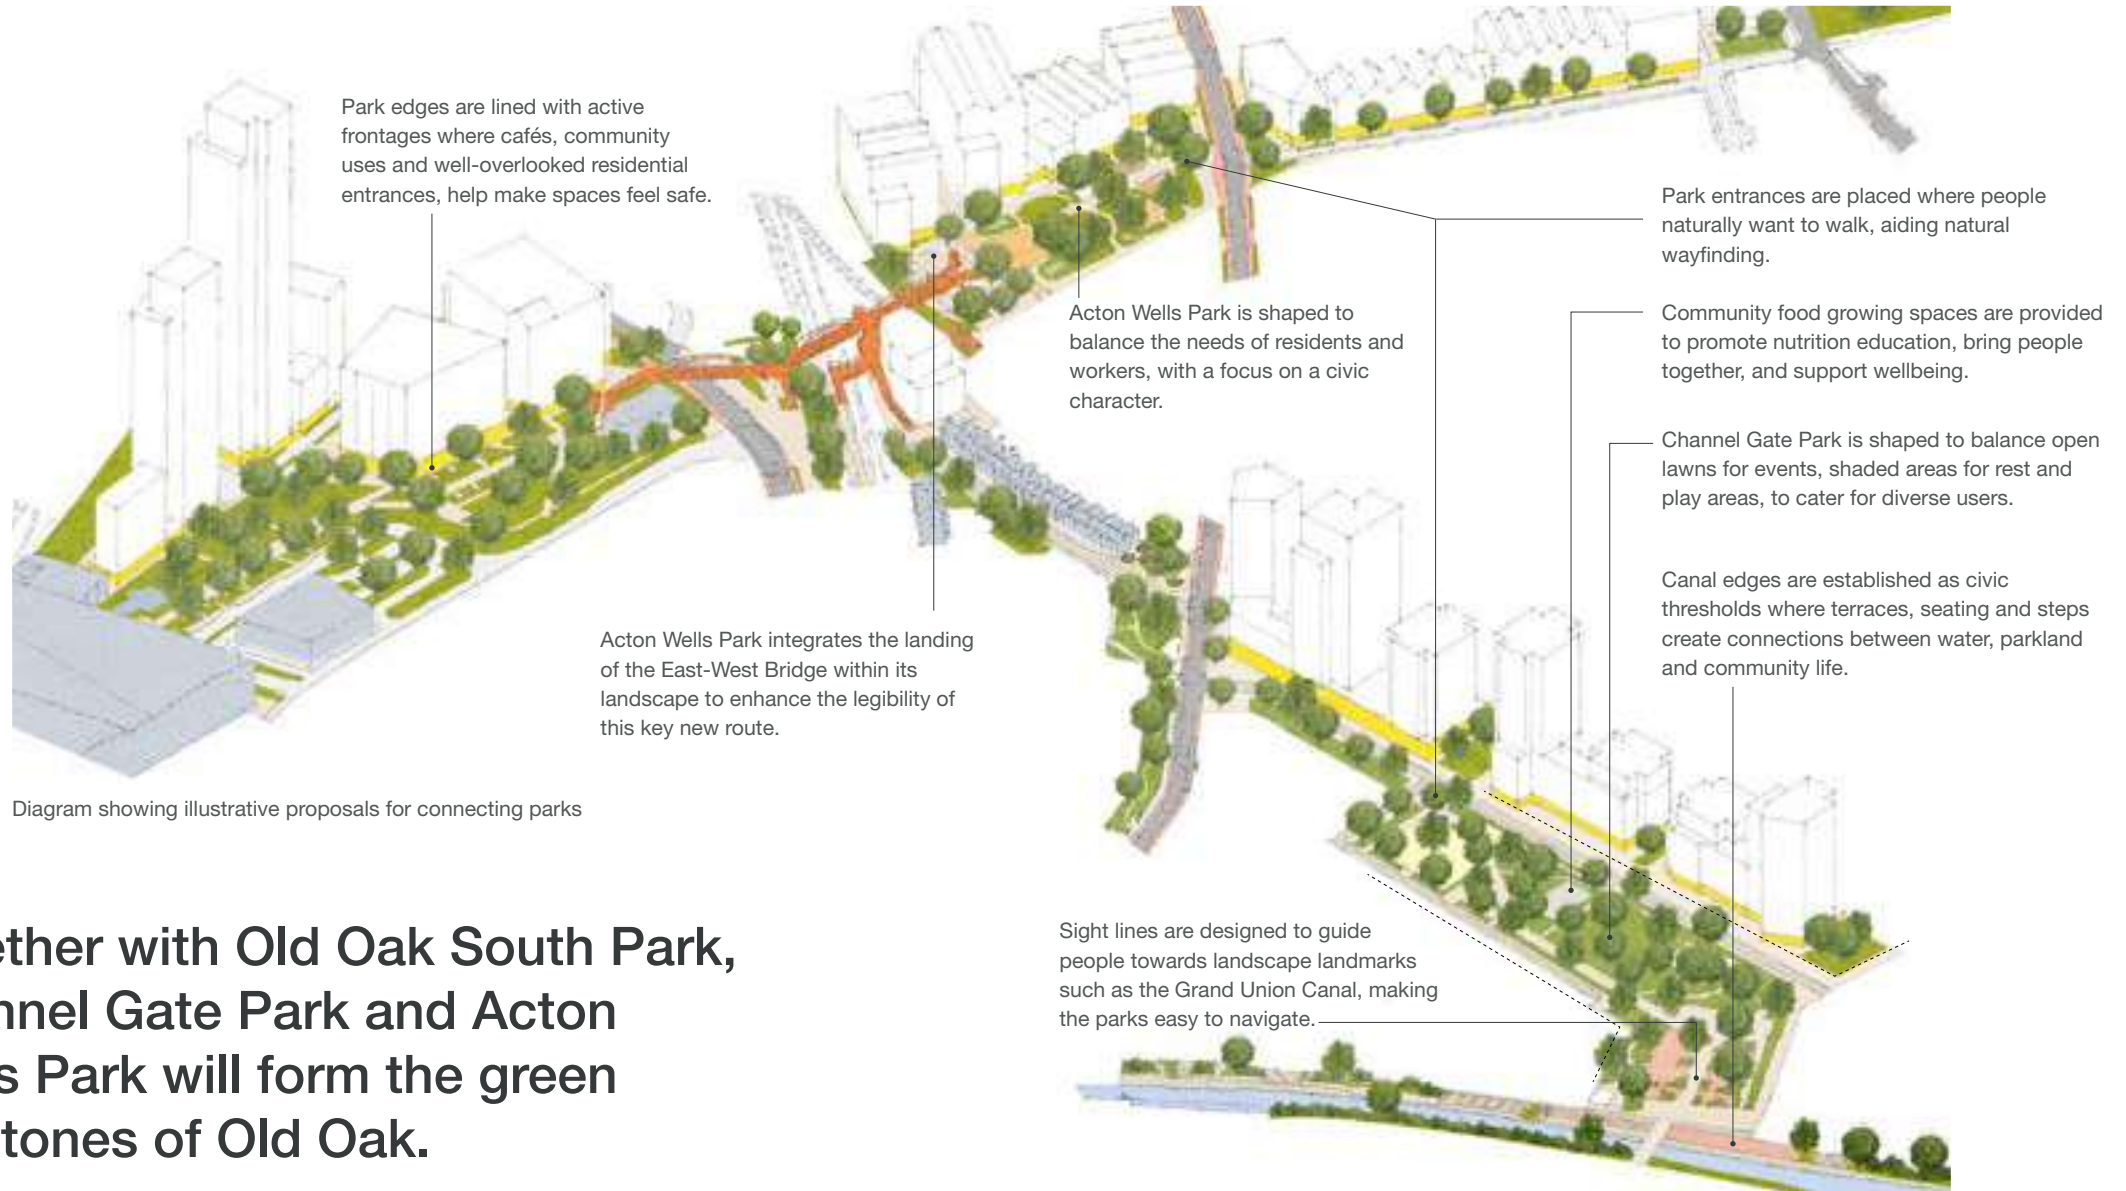 Park edges are lined with active
frontages where cafés, community
uses and well-overlooked residential
entrances, help make spaces feel safe.
Park entrances are placed where people
naturally want to walk, aiding natural
wayfinding.
Acton Wells Park is shaped to
balance the needs of residents and
workers, with a focus on a civic
character.
Community food growing spaces are provided
to promote nutrition education, bring people
together, and support wellbeing.
Channel Gate Park is shaped to balance open
lawns for events, shaded areas for rest and
play areas, to cater for diverse users.
Canal edges are established as civic
thresholds where terraces, seating and steps
create connections between water, parkland
and community life.
Acton Wells Park integrates the landing
of the East-West Bridge within its
landscape to enhance the legibility of
this key new route.
Diagram showing illustrative proposals for connecting parks
Sight lines are designed to guide
people towards landscape landmarks
such as the Grand Union Canal, making
the parks easy to navigate.
ether with Old Oak South Park,
nnel Gate Park and Acton
s Park will form the green
tones of Old Oak.